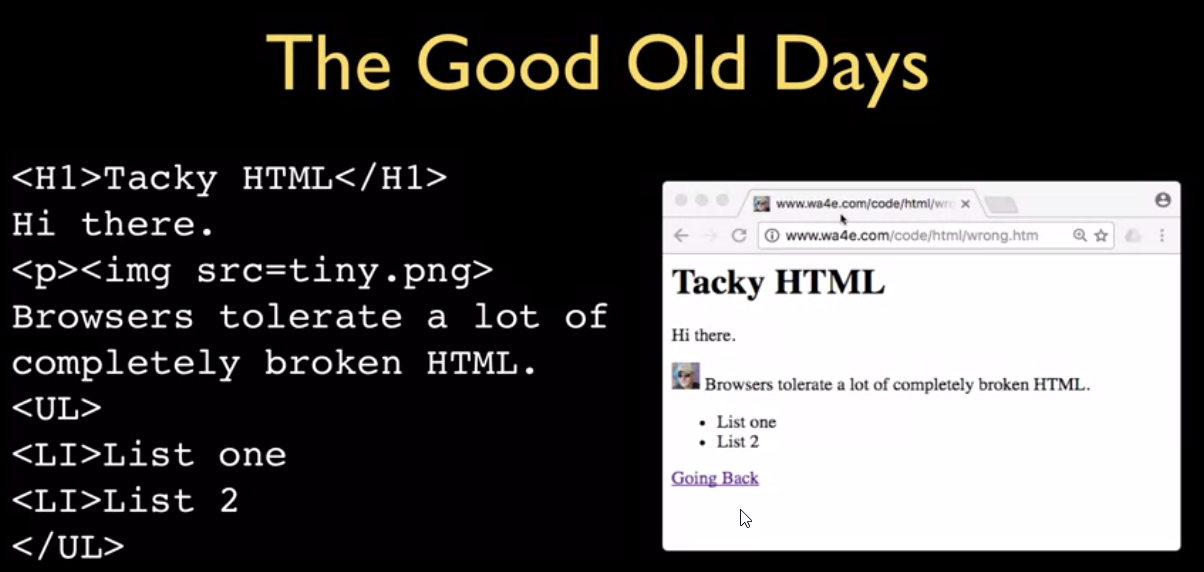 The Good Old Days
<H1>Tacky HTML</H1>
Hi there.
<p><img src=tiny.png>
Browsers tolerate a lot of
completely broken HTML.
<UL>
<LI>List one
<LI>List 2
</UL>
www.wa4e.com/code/html/wro
www.wa4e.com/code/html/wrong.htm
Tacky HTML
Hi there.
Browsers tolerate a lot of completely broken HTML.
• List one
• List 2
Going Back